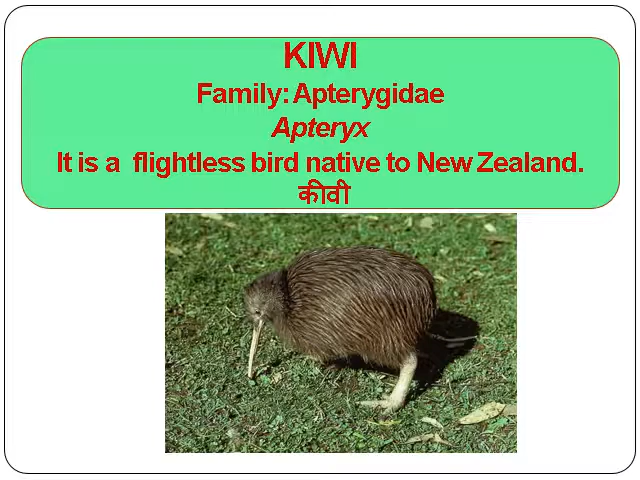 KIWI
Family: Apterygidae
Apteryx
It is a flightless bird native to New Zealand.
कीवी